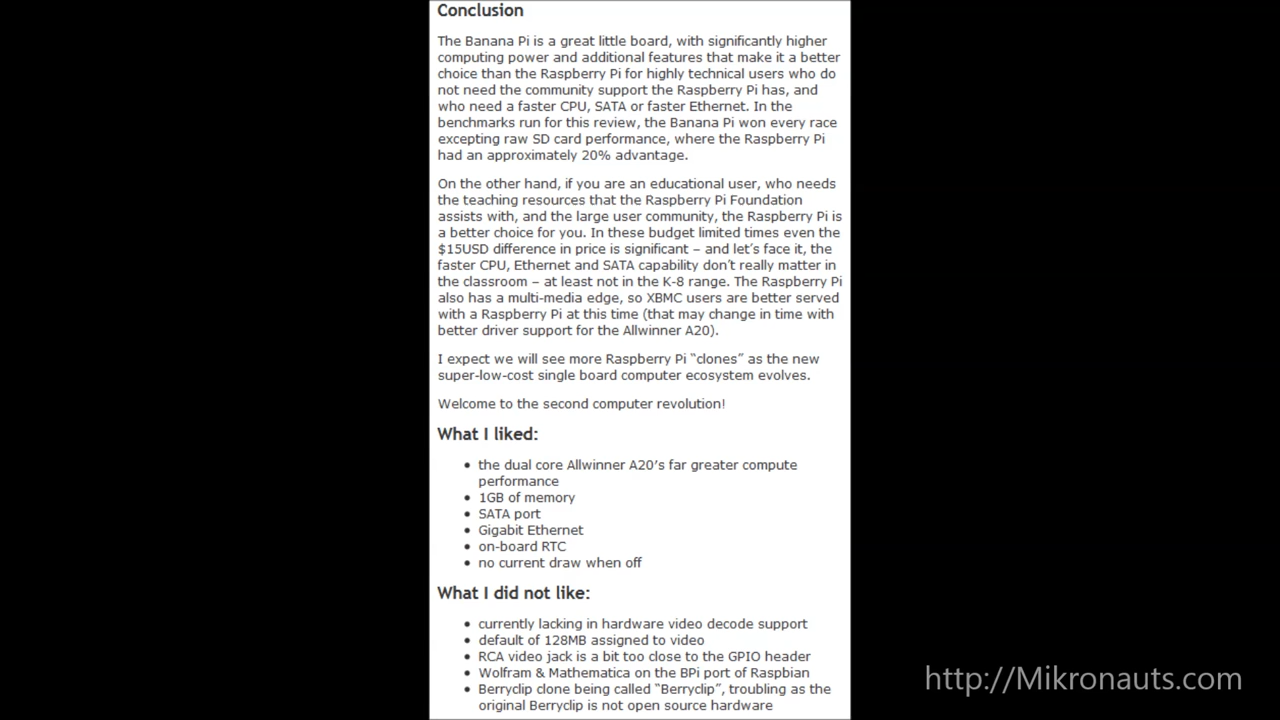 Conclusion
The Banana Pi is a great little board, with significantly higher
computing power and additional features that make it a better
choice than the Raspberry Pi for highly technical users who do
not need the community support the Raspberry Pi has, and
who need a faster CPU, SATA or faster Ethernet. In the
benchmarks run for this review, the Banana Pi won every race
excepting raw SD card performance, where the Raspberry Pi
had an approximately 20% advantage.
On the other hand, if you are an educational user, who needs
the teaching resources that the Raspberry Pi Foundation
assists with, and the large user community, the Raspberry Pi is
a better choice for you. In these budget limited times even the
$15USD difference in price is significant – and let’s face it, the
faster CPU, Ethernet and SATA capability don’t really matter in
the classroom – at least not in the K-8 range. The Raspberry Pi
also has a multi-media edge, so XBMC users are better served
with a Raspberry Pi at this time (that may change in time with
better driver support for the Allwinner A20).
I expect we will see more Raspberry Pi “clones” as the new
super-low-cost single board computer ecosystem evolves.
Welcome to the second computer revolution!
What I liked:
• the dual core Allwinner A20’s far greater compute
performance
• 1GB of memory
• SATA port
• Gigabit Ethernet
• on-board RTC
• no current draw when off
What I did not like:
• currently lacking in hardware video decode support
• default of 128MB assigned to video
• RCA video jack is a bit too close to the GPIO header
• Wolfram & Mathematica on the BPi port of Raspbian
• Berryclip clone being called “Berryclip”, troubling as the
original Berryclip is not open source hardware
http://Mikronauts.com